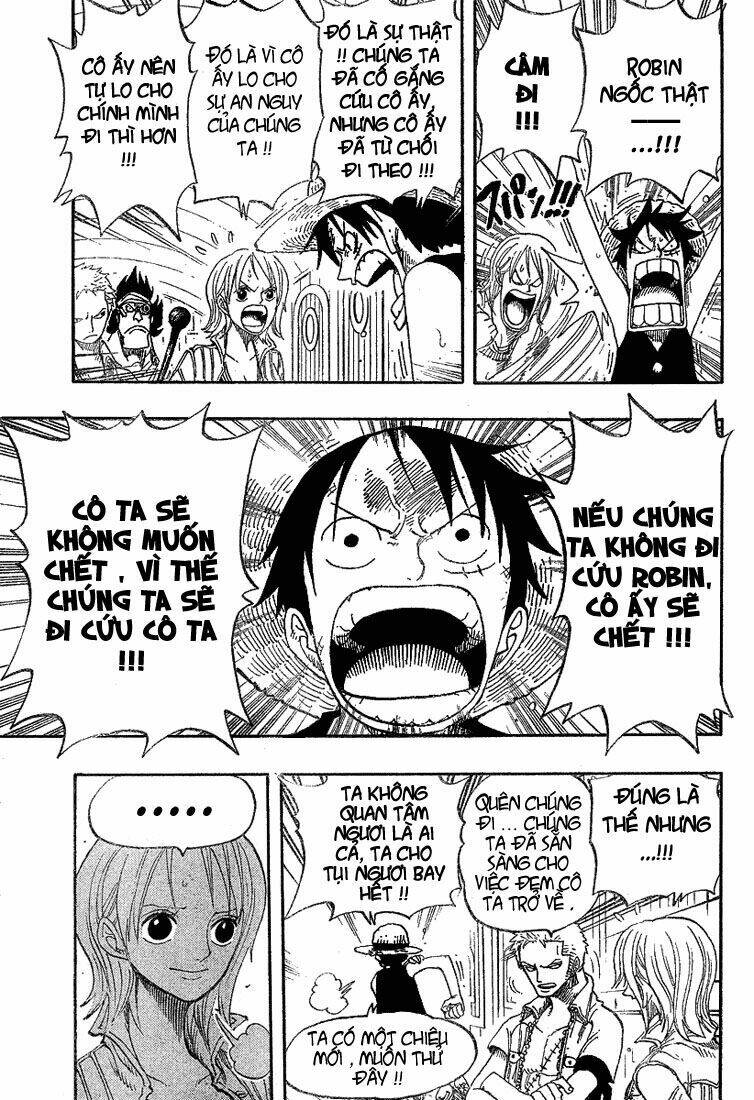 ROBIN
NGỐC THẬT
——
...!!!
CÂM
ĐI
!!!
スパン!!!
ĐÓ LÀ SỰ THẬT
!! CHÚNG TA
ĐÃ CỐ GẮNG
CỨU CÔ ẤY,
NHƯNG CÔ ẤY
ĐÃ TỪ CHỐI
ĐI THEO !!!
ĐÓ LÀ VÌ CÔ
ẤY LO CHO
SỰ AN NGUY
CỦA CHÚNG
TA !!
CÔ ẤY NÊN
TỰ LO CHO
CHÍNH MÌNH
ĐI THÌ HƠN
!!!
NẾU CHÚNG
TA KHÔNG ĐI
CỨU ROBIN,
CÔ ẤY SẼ
CHẾT !!!
CÔ TA SẼ
KHÔNG MUỐN
CHẾT , VÌ THẾ
CHÚNG TA SẼ
ĐI CỨU CÔ TA
!!!
ĐÚNG LÀ
THẾ NHƯNG
...!!!
QUÊN CHÚNG
ĐI ... CHÚNG
TA ĐÃ SẴN
SÀNG CHO
VIỆC ĐEM CÔ
TA TRỞ VỀ .
TA KHÔNG
QUAN TÂM
NGƯƠI LÀ AI
CẢ, TA CHO
TỤI NGƯƠI BAY
HẾT !!
TA CÓ MỘT CHIÊU
MỚI , MUỐN THỬ
ĐÂY !!
.....